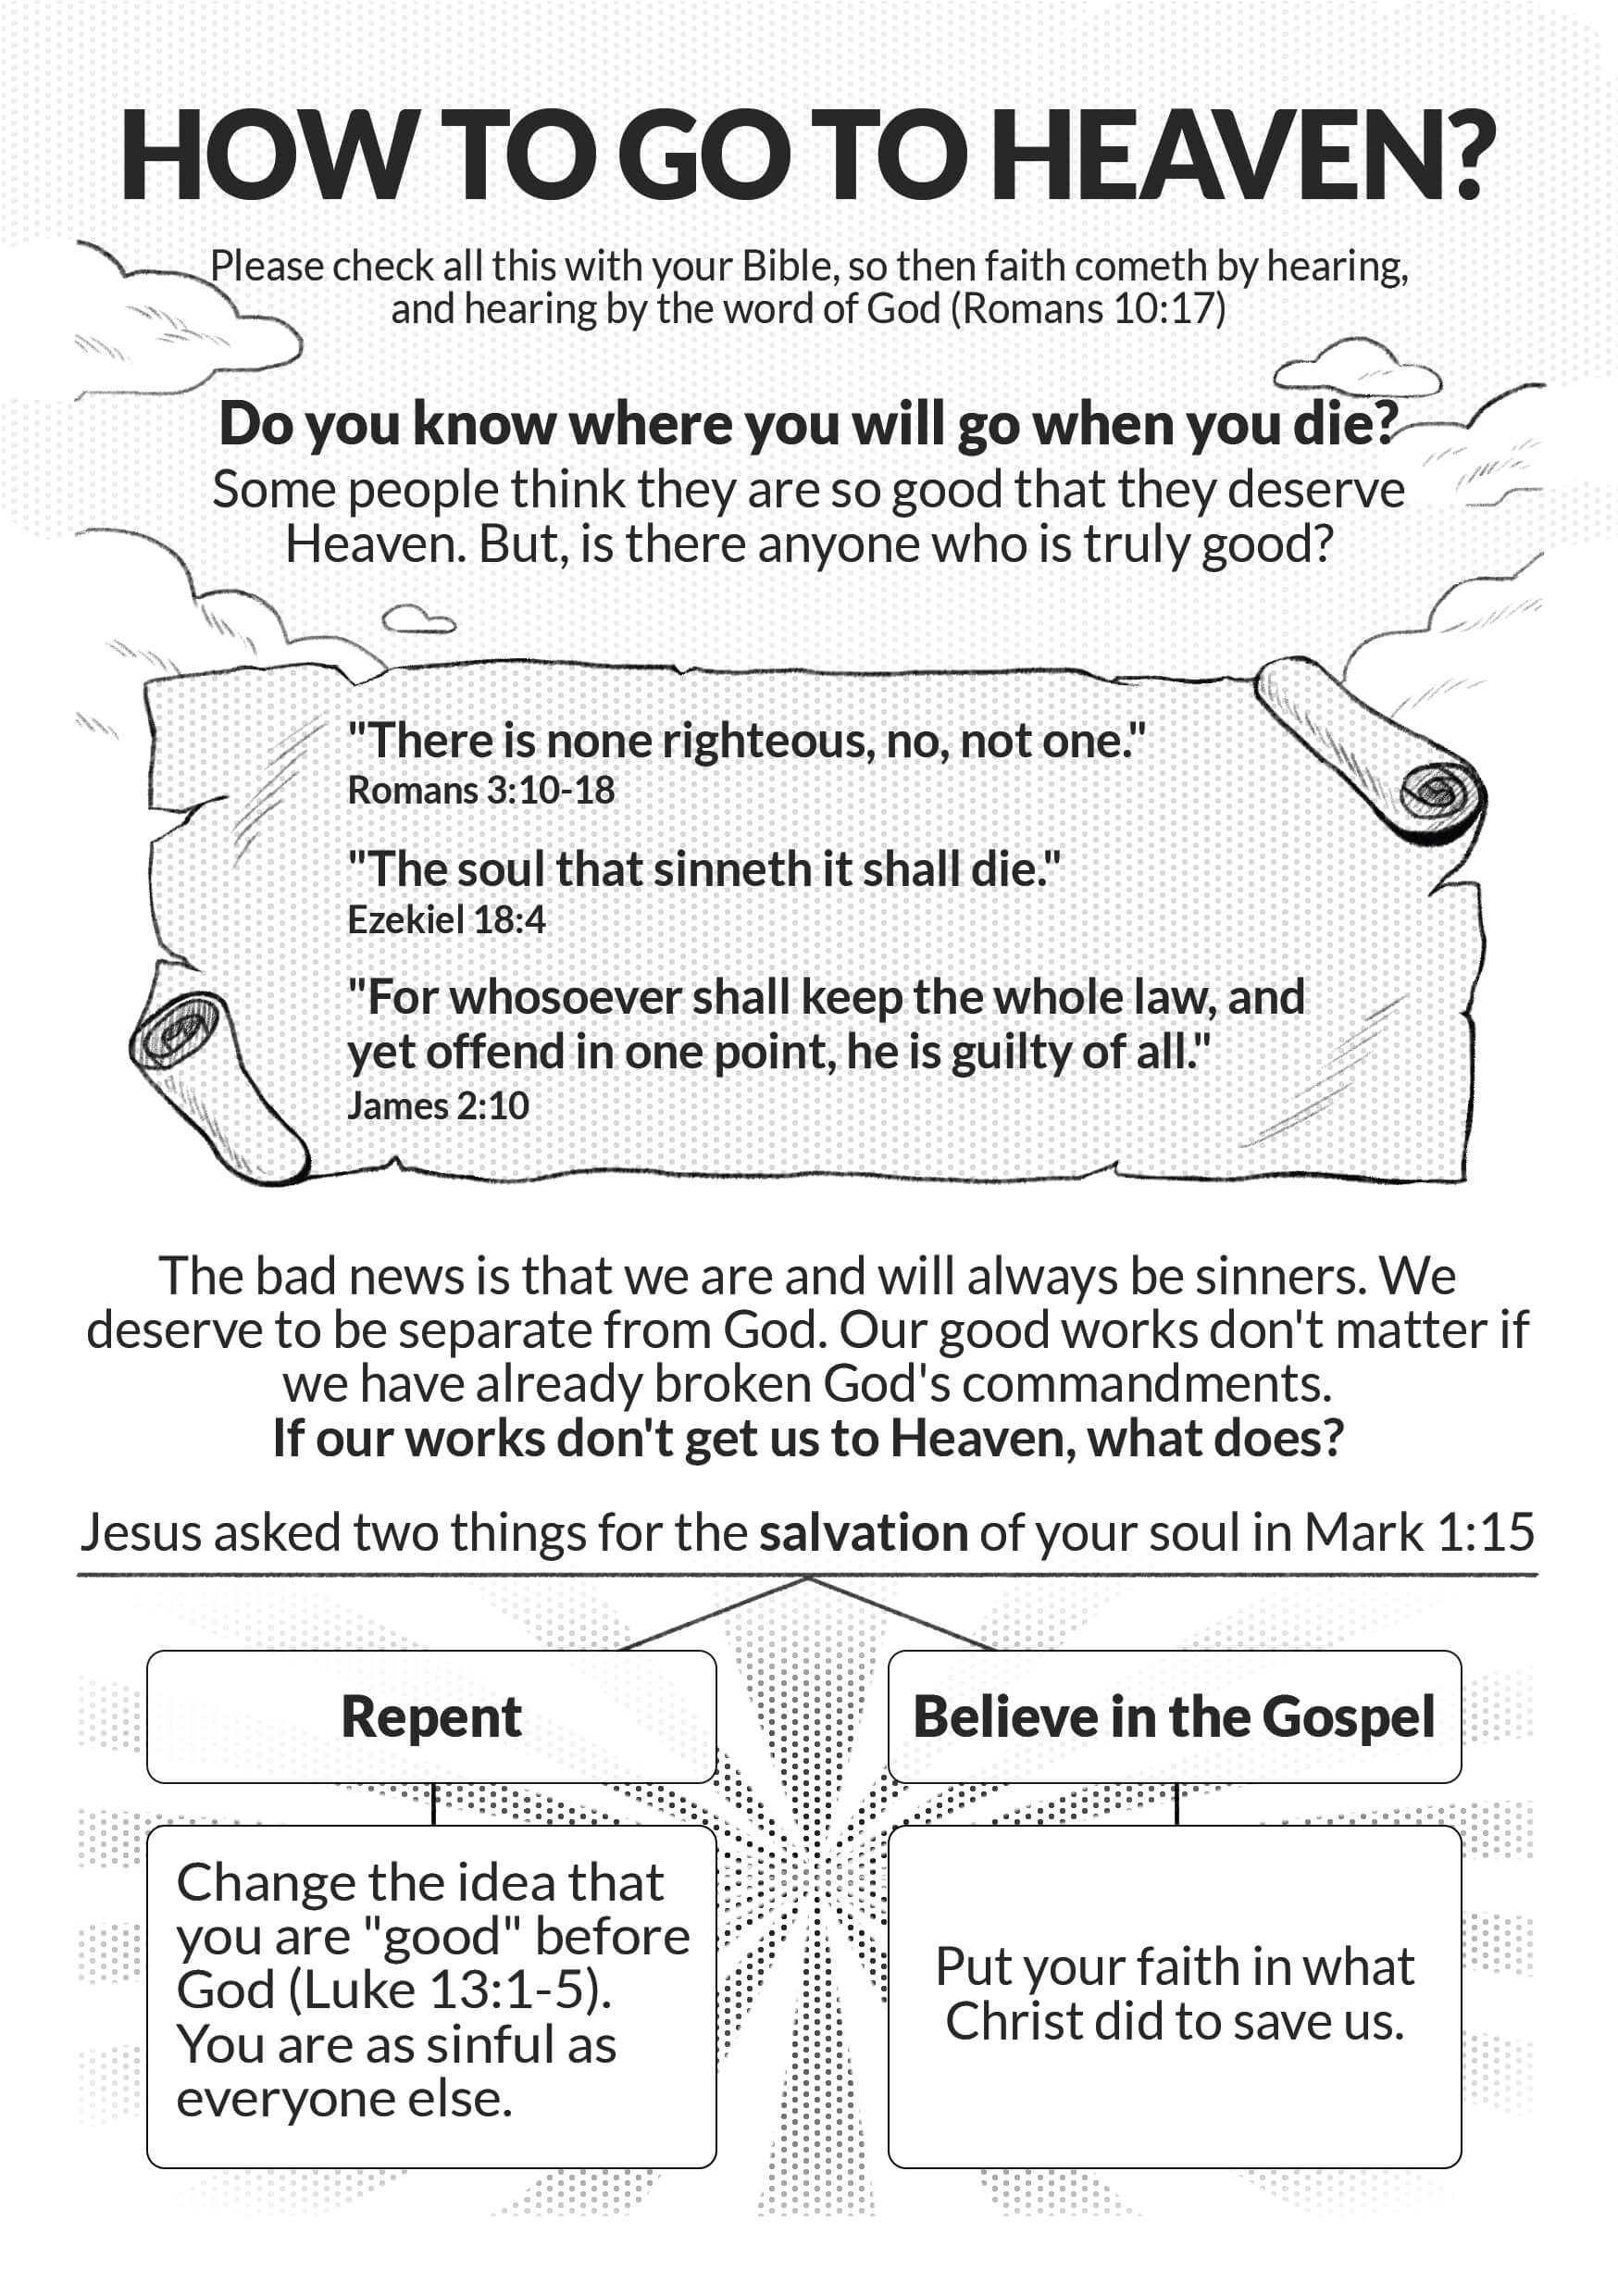 HOW TO GO TO HEAVEN?
Please check all this with your Bible, so then faith cometh by hearing,
and hearing by the word of God (Romans 10:17)
Do you know where you will go when you die?
Some people think they are so good that they deserve
Heaven. But, is there anyone who is truly good?
"There is none righteous, no, not one."
Romans 3:10-18
"The soul that sinneth it shall die."
Ezekiel 18:4
"For whosoever shall keep the whole law, and
yet offend in one point, he is guilty of all."
James 2:10
The bad news is that we are and will always be sinners. We
deserve to be separate from God. Our good works don't matter if
we have already broken God's commandments.
If our works don't get us to Heaven, what does?
Jesus asked two things for the salvation of your soul in Mark 1:15
Repent
Change the idea that
you are "good" before
God (Luke 13:1-5).
You are as sinful as
everyone else.
Believe in the Gospel
Put your faith in what
Christ did to save us.